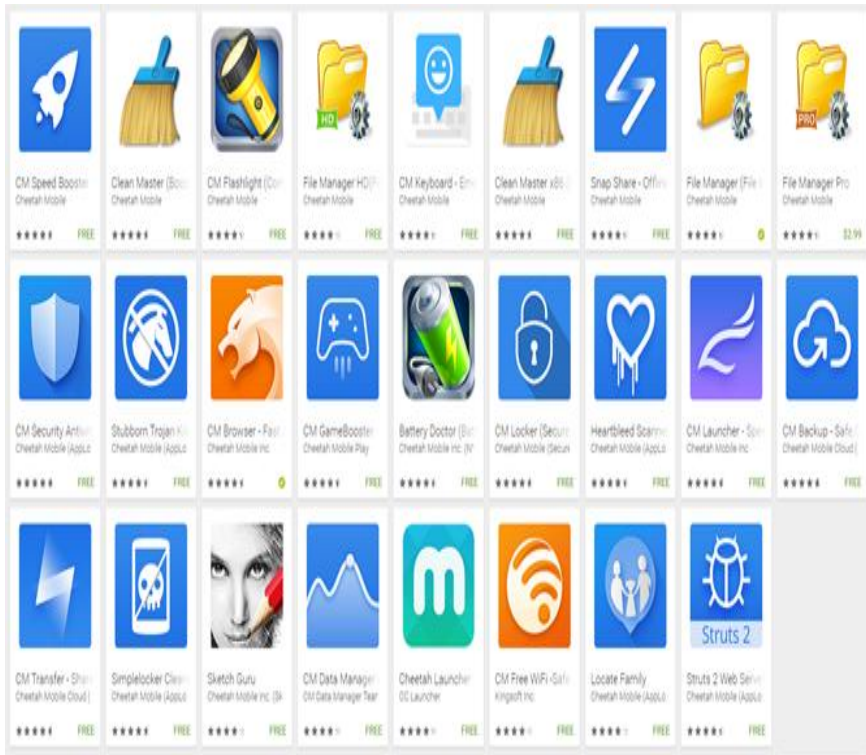 HD
PRO
CM Speed Booster
Clean Master (Boo
CM Flashlight (Com
File Manager HD(F
CM Keyboard - Em
Clean Master x86
Snap Share - Offlin
File Manager (File
File Manager Pro
Cheetah Mobile
Cheetah Mobile
Cheetah Mobile
Cheetah Mobile
Cheetah Mobile
Cheetah Mobile
Cheetah Mobile
Cheetah Mobile
Cheetah Mobile
FREE
FREE
FREE
FREE
FREE
FREE
FREE
$2.99
CM Security Antivi
Stubborn Trojan Ki
CM Browser - Fast
CM GameBooster
Battery Doctor (Bat
CM Locker (Secure
Heartbleed Scanne
CM Launcher - Spe
CM Backup - Safe,
Cheetah Mobile (AppLo
Cheetah Mobile (AppLo
Cheetah Mobile Inc
Cheetah Mobile Play
Cheetah Mobile Inc. (N
Cheetah Mobile (Secure
Cheetah Mobile (AppLo
Cheetah Mobile Inc
Cheetah Mobile Cloud (
FREE
FREE
FREE
FREE
FREE
FREE
FREE
FREE
m
Struts 2
CM Transfer - Shar
Simplelocker Clean
Sketch Guru
CM Data Manager
Cheetah Launcher
CM Free WiFi -Safe
Locate Family
Struts 2 Web Serve
Cheetah Mobile Cloud (
Cheetah Mobile (AppLo
Cheetah Mobile Inc. (Sk
CM Data Manager Tear
CC Launcher
Kingsoft Inc.
Cheetah Mobile (AppLo
Cheetah Mobile (AppLo
FREE
FREE
FREE
FREE
FREE
FREE
FREE
FREE